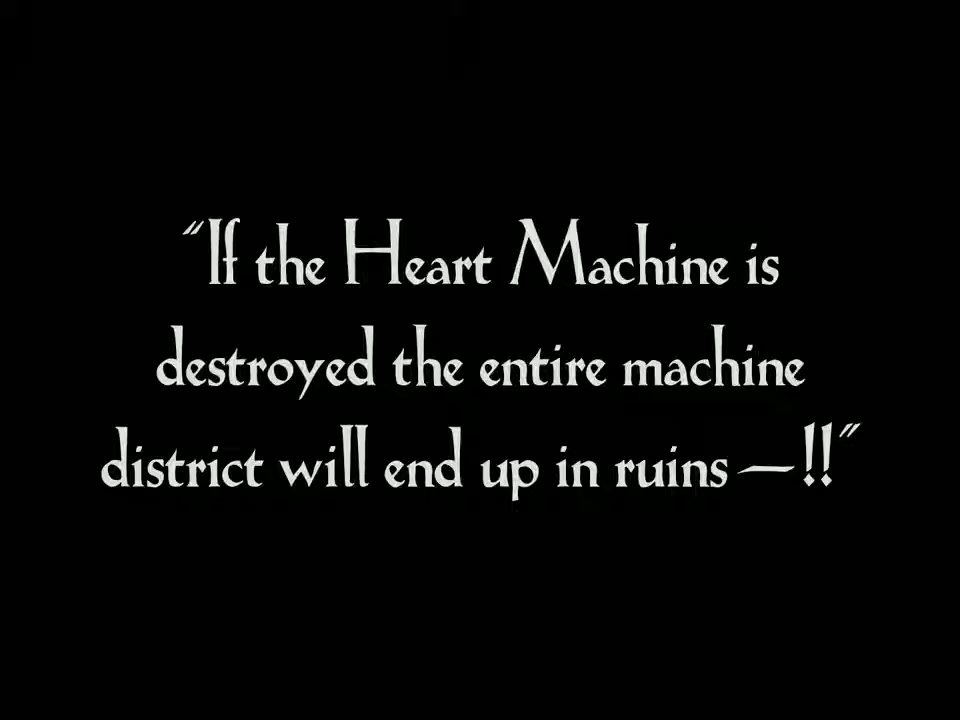 "If the Heart Machine is
destroyed the entire machine
district will end up in ruins—!!"